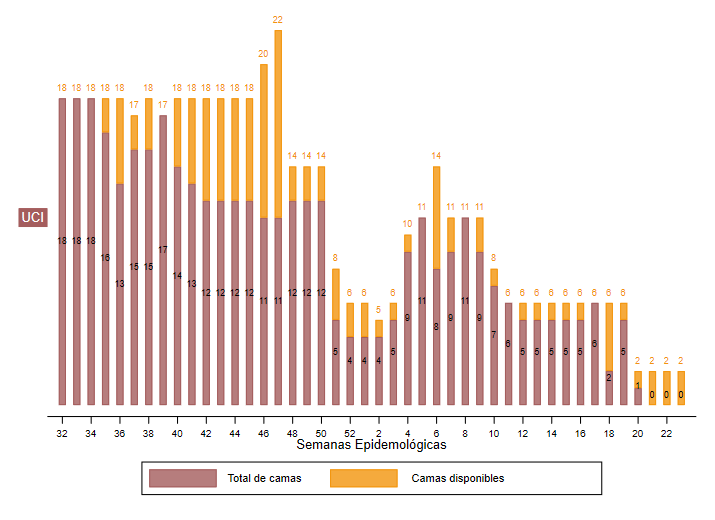 22
20
18 18 18 18 18 18 18 18 18 18 18 18
17 17
14 14 14 14
11 11 11
10
8 8
6 6 6 6 6 6 6 6 6 6 6 6
5
2 2 2 2
UCI
18 18 18 16 13 15 15 17 14 13 12 12 12 12 11 11 12 12 12 5 4 4 4 5 9 11 8 9 11 9 7 6 5 5 5 5 5 6 2 5 1 0 0 0
32 34 36 38 40 42 44 46 48 50 52 2 4 6 8 10 12 14 16 18 20 22
Semanas Epidemológicas
Total de camas Camas disponibles